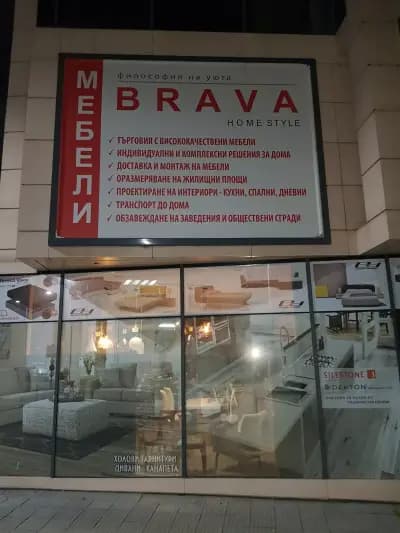 МЕБЕЛИ
философия на уюта
BRAVA
HOME STYLE
✓ ТЪРГОВИЯ С ВИСОКОКАЧЕСТВЕНИ МЕБЕЛИ
✓ ИНДИВИДУАЛНИ И КОМПЛЕКСНИ РЕШЕНИЯ ЗА ДОМА
✓ ДОСТАВКА И МОНТАЖ НА МЕБЕЛИ
✓ ОРАЗМЕРЯВАНЕ НА ЖИЛИЩНИ ПЛОЩИ
✓ ПРОЕКТИРАНЕ НА ИНТЕРИОРИ - КУХНИ, СПАЛНИ, ДНЕВНИ
✓ ТРАНСПОРТ ДО ДОМА
✓ ОБЗАВЕЖДАНЕ НА ЗАВЕДЕНИЯ И ОБЩЕСТВЕНИ СГРАДИ
SILESTONE
DEKTON
ХОЛОВИ ГАРНИТУРИ
ДИВАНИ КАНАПЕТА